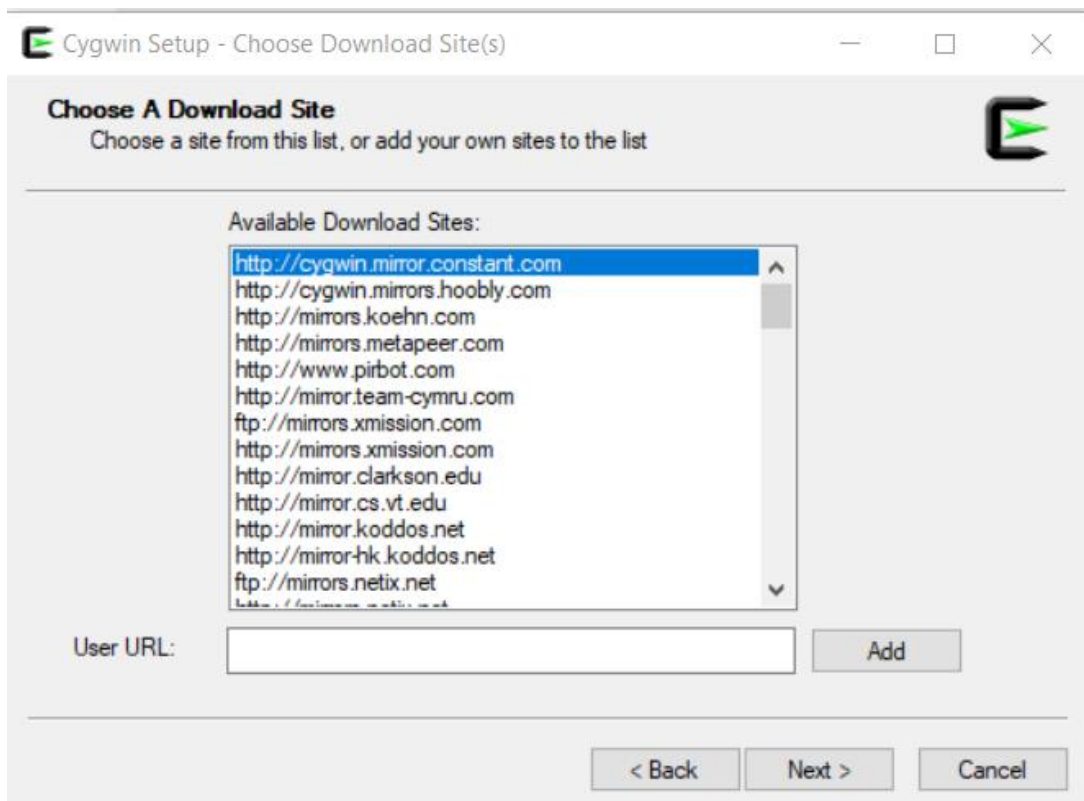 Cygwin Setup - Choose Download Site(s)
Choose A Download Site
Choose a site from this list, or add your own sites to the list
Available Download Sites:
http://cygwin.mirror.constant.com
http://cygwin.mirrors.hoobly.com
http://mirrors.koehn.com
http://mirrors.metapeer.com
http://www.pirbot.com
http://mirror.team-cymru.com
ftp://mirrors.xmission.com
http://mirrors.xmission.com
http://mirror.clarkson.edu
http://mirror.cs.vt.edu
http://mirror.koddos.net
http://mirror-hk.koddos.net
ftp://mirrors.netix.net
User URL:
Add
< Back
Next >
Cancel